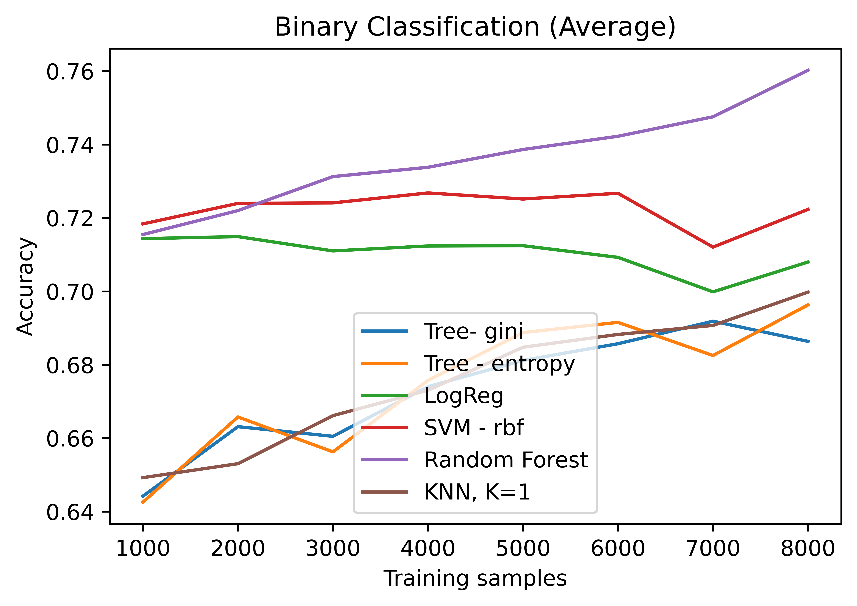 Binary Classification (Average)
Accuracy
0.76
0.74
0.72
0.70
0.68
0.66
0.64
Tree- gini
Tree - entropy
LogReg
SVM - rbf
Random Forest
KNN, K=1
1000 2000 3000 4000 5000 6000 7000 8000
Training samples